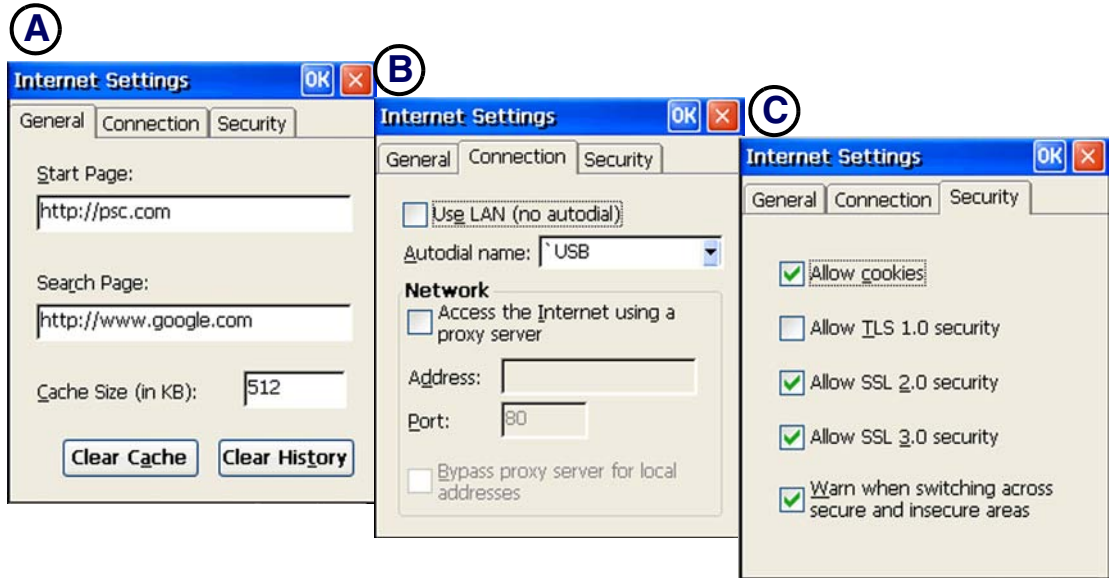 A
Internet Settings OK
General Connection Security
Start Page:
http://psc.com
Search Page:
http://www.google.com
Cache Size (in KB): 512
Clear Cache Clear History
B
Internet Settings OK
General Connection Security
Use LAN (no autodial)
Autodial name: `USB
Network
Access the Internet using a
proxy server
Address:
Port: 80
Bypass proxy server for local
addresses
C
Internet Settings OK
General Connection Security
Allow cookies
Allow TLS 1.0 security
Allow SSL 2.0 security
Allow SSL 3.0 security
Warn when switching across
secure and insecure areas